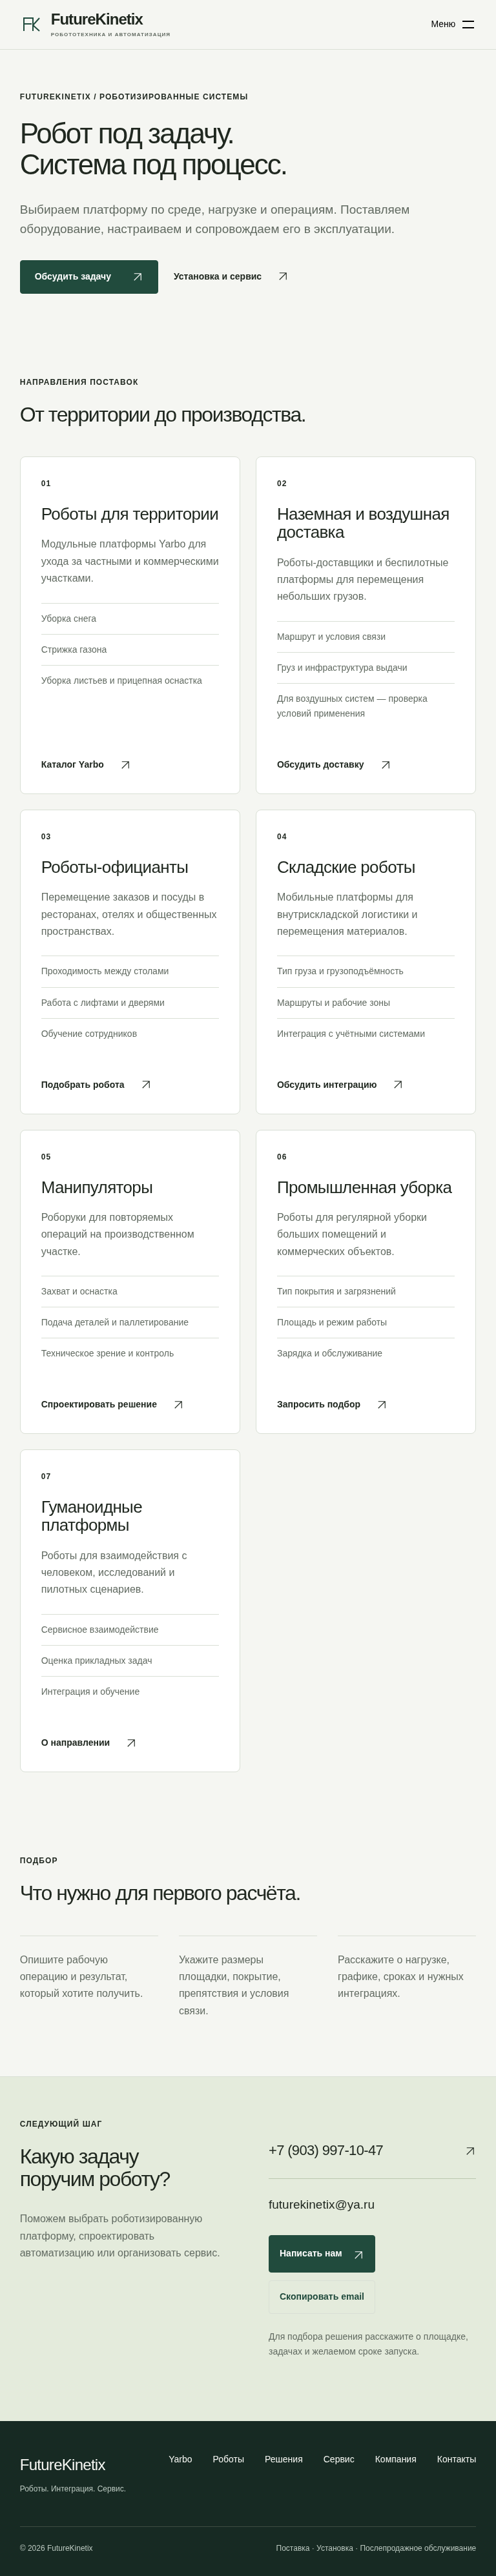 FutureKinetix
РОБОТОТЕХНИКА И АВТОМАТИЗАЦИЯ
Меню
FUTUREKINETIX / РОБОТИЗИРОВАННЫЕ СИСТЕМЫ
Робот под задачу.
Система под процесс.
Выбираем платформу по среде, нагрузке и операциям. Поставляем
оборудование, настраиваем и сопровождаем его в эксплуатации.
Обсудить задачу
Установка и сервис
НАПРАВЛЕНИЯ ПОСТАВОК
От территории до производства.
01
Роботы для территории
Модульные платформы Yarbo для
ухода за частными и коммерческими
участками.
Уборка снега
Стрижка газона
Уборка листьев и прицепная оснастка
Каталог Yarbo
02
Наземная и воздушная
доставка
Роботы-доставщики и беспилотные
платформы для перемещения
небольших грузов.
Маршрут и условия связи
Груз и инфраструктура выдачи
Для воздушных систем — проверка
условий применения
Обсудить доставку
03
Роботы-официанты
Перемещение заказов и посуды в
ресторанах, отелях и общественных
пространствах.
Проходимость между столами
Работа с лифтами и дверями
Обучение сотрудников
Подобрать робота
04
Складские роботы
Мобильные платформы для
внутрискладской логистики и
перемещения материалов.
Тип груза и грузоподъёмность
Маршруты и рабочие зоны
Интеграция с учётными системами
Обсудить интеграцию
05
Манипуляторы
Роборуки для повторяемых
операций на производственном
участке.
Захват и оснастка
Подача деталей и паллетирование
Техническое зрение и контроль
Спроектировать решение
06
Промышленная уборка
Роботы для регулярной уборки
больших помещений и
коммерческих объектов.
Тип покрытия и загрязнений
Площадь и режим работы
Зарядка и обслуживание
Запросить подбор
07
Гуманоидные
платформы
Роботы для взаимодействия с
человеком, исследований и
пилотных сценариев.
Сервисное взаимодействие
Оценка прикладных задач
Интеграция и обучение
О направлении
ПОДБОР
Что нужно для первого расчёта.
Опишите рабочую
операцию и результат,
который хотите получить.
Укажите размеры
площадки, покрытие,
препятствия и условия
связи.
Расскажите о нагрузке,
графике, сроках и нужных
интеграциях.
СЛЕДУЮЩИЙ ШАГ
Какую задачу
поручим роботу?
Поможем выбрать роботизированную
платформу, спроектировать
автоматизацию или организовать сервис.
+7 (903) 997-10-47
futurekinetix@ya.ru
Написать нам
Скопировать email
Для подбора решения расскажите о площадке,
задачах и желаемом сроке запуска.
FutureKinetix
Роботы. Интеграция. Сервис.
Yarbo
Роботы
Решения
Сервис
Компания
Контакты
© 2026 FutureKinetix
Поставка · Установка · Послепродажное обслуживание